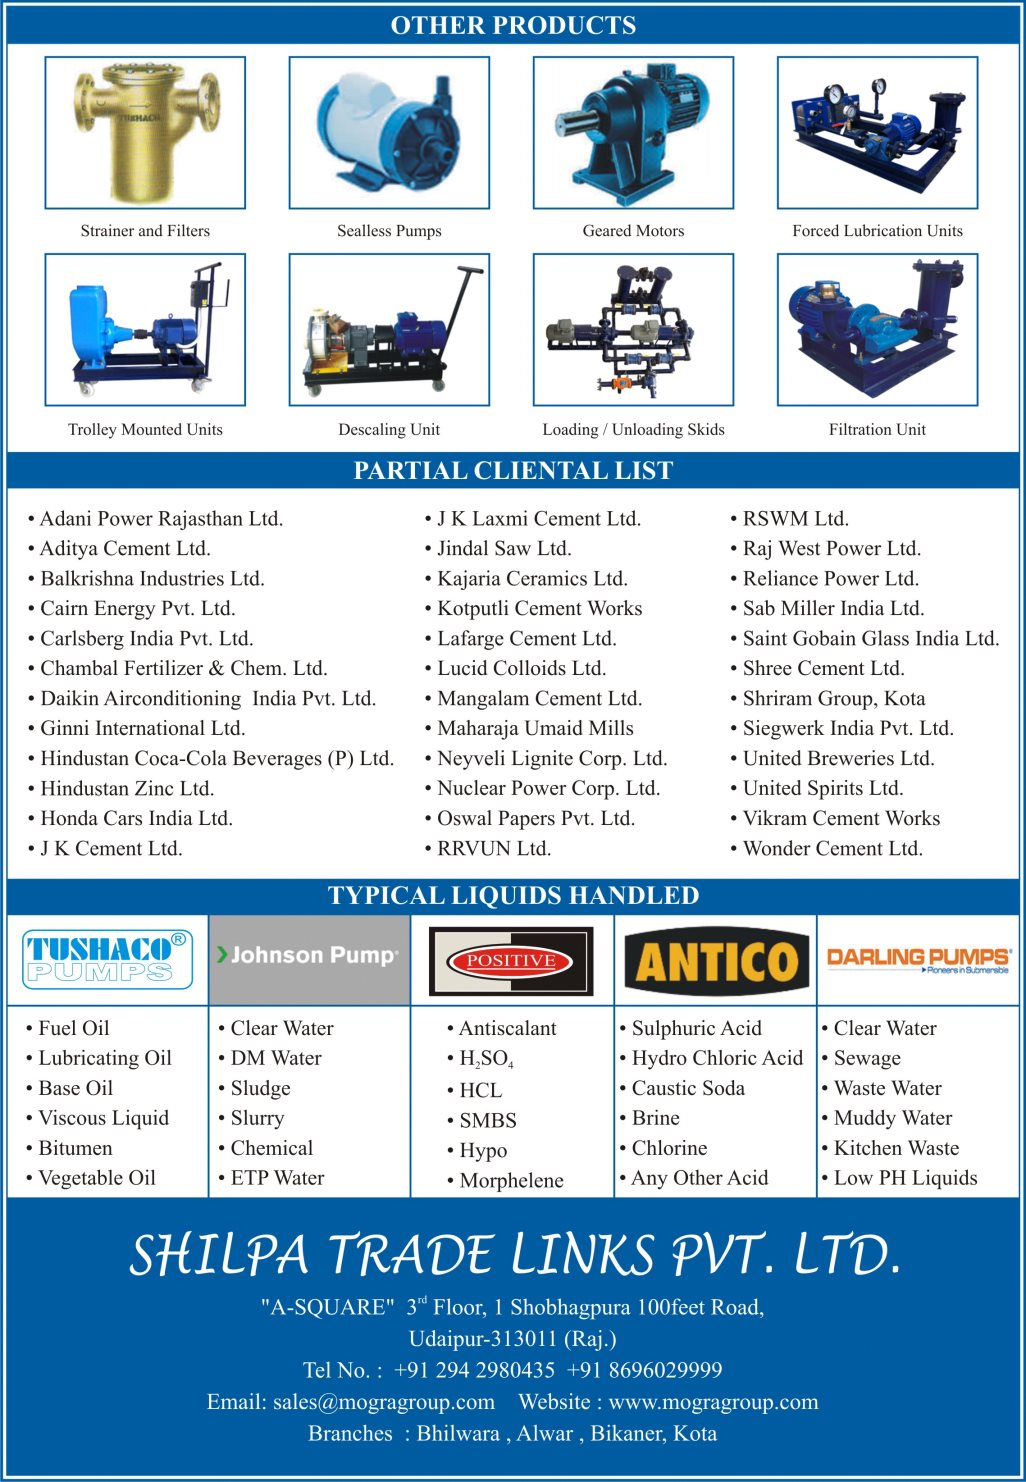 OTHER PRODUCTS
TUSHACO
Strainer and Filters
Sealless Pumps
Geared Motors
Forced Lubrication Units
Trolley Mounted Units
Descaling Unit
Loading / Unloading Skids
Filtration Unit
PARTIAL CLIENTAL LIST
• Adani Power Rajasthan Ltd.
• Aditya Cement Ltd.
• Balkrishna Industries Ltd.
• Cairn Energy Pvt. Ltd.
• Carlsberg India Pvt. Ltd.
• Chambal Fertilizer & Chem. Ltd.
• Daikin Airconditioning India Pvt. Ltd.
• Ginni International Ltd.
• Hindustan Coca-Cola Beverages (P) Ltd.
• Hindustan Zinc Ltd.
• Honda Cars India Ltd.
• J K Cement Ltd.
• J K Laxmi Cement Ltd.
• Jindal Saw Ltd.
• Kajaria Ceramics Ltd.
• Kotputli Cement Works
• Lafarge Cement Ltd.
• Lucid Colloids Ltd.
• Mangalam Cement Ltd.
• Maharaja Umaid Mills
• Neyveli Lignite Corp. Ltd.
• Nuclear Power Corp. Ltd.
• Oswal Papers Pvt. Ltd.
• RRVUN Ltd.
• RSWM Ltd.
• Raj West Power Ltd.
• Reliance Power Ltd.
• Sab Miller India Ltd.
• Saint Gobain Glass India Ltd.
• Shree Cement Ltd.
• Shriram Group, Kota
• Siegwerk India Pvt. Ltd.
• United Breweries Ltd.
• United Spirits Ltd.
• Vikram Cement Works
• Wonder Cement Ltd.
TYPICAL LIQUIDS HANDLED
TUSHACO®
PUMPS
• Fuel Oil
• Lubricating Oil
• Base Oil
• Viscous Liquid
• Bitumen
• Vegetable Oil
Johnson Pump®
• Clear Water
• DM Water
• Sludge
• Slurry
• Chemical
• ETP Water
POSITIVE
• Antiscalant
• H₂SO₄
• HCL
• SMBS
• Hypo
• Morphelene
ANTICO
• Sulphuric Acid
• Hydro Chloric Acid
• Caustic Soda
• Brine
• Chlorine
• Any Other Acid
DARLING PUMPS®
Pioneers in Submersible
• Clear Water
• Sewage
• Waste Water
• Muddy Water
• Kitchen Waste
• Low PH Liquids
SHILPA TRADE LINKS PVT. LTD.
"A-SQUARE" 3rd Floor, 1 Shobhagpura 100feet Road,
Udaipur-313011 (Raj.)
Tel No. : +91 294 2980435 +91 8696029999
Email: sales@mogragroup.com Website : www.mogragroup.com
Branches : Bhilwara , Alwar , Bikaner, Kota